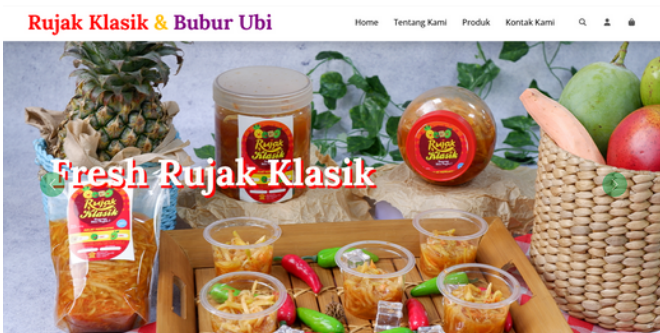 Rujak Klasik & Bubur Ubi
Home Tentang Kami Produk Kontak Kami
Fresh Rujak Klasik
Rujak
Klasik
Rujak
Klasik
Rujak
Klasik